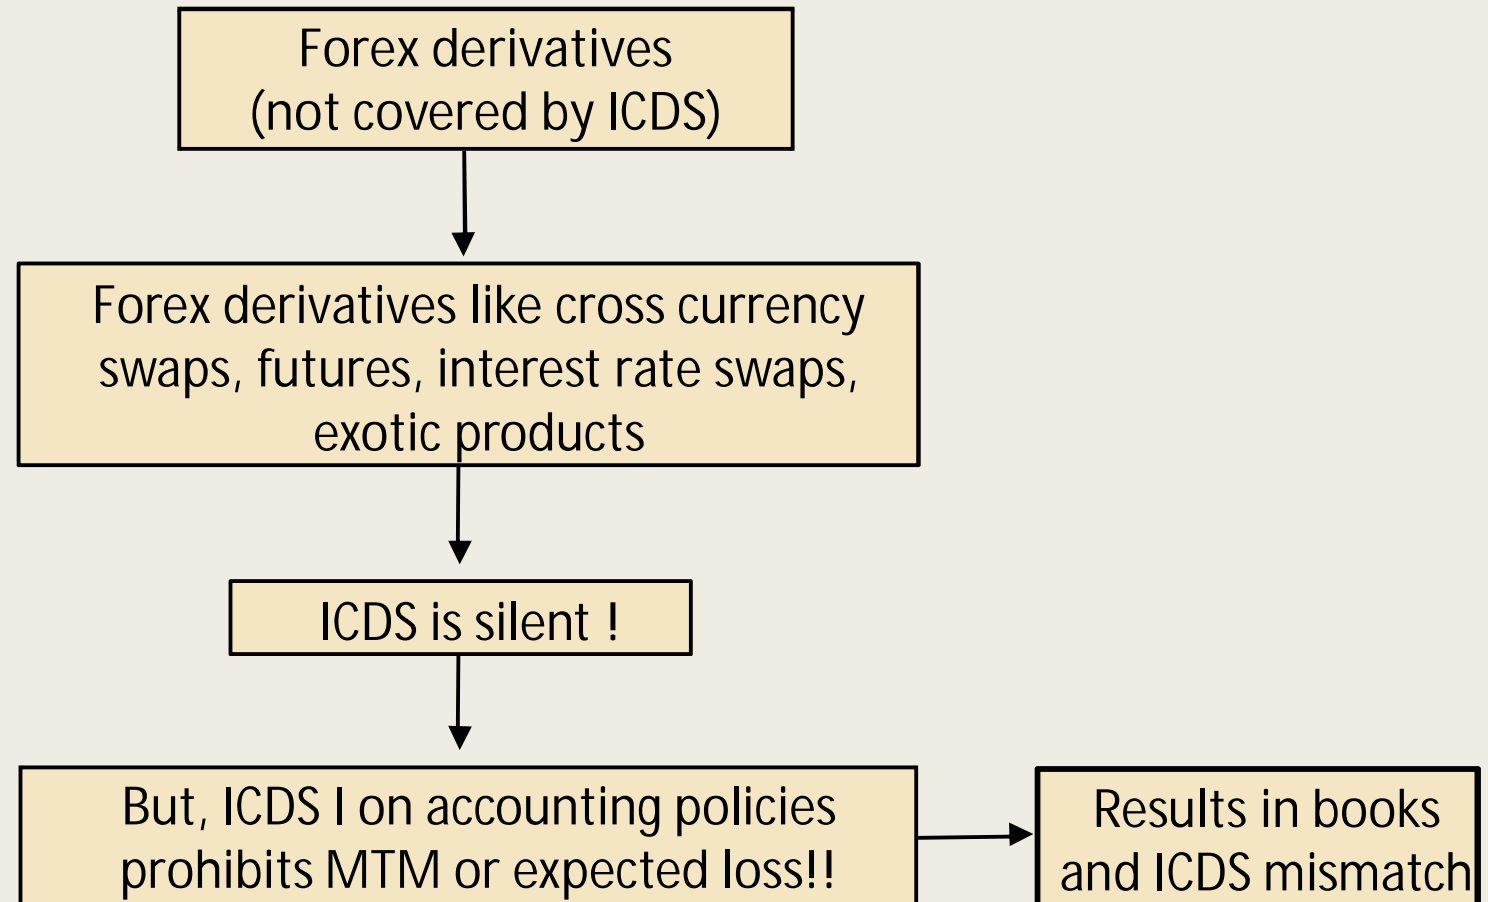 Forex derivatives
(not covered by ICDS)
Forex derivatives like cross currency
swaps, futures, interest rate swaps,
exotic products
ICDS is silent !
But, ICDS I on accounting policies
prohibits MTM or expected loss!!
Results in books
and ICDS mismatch